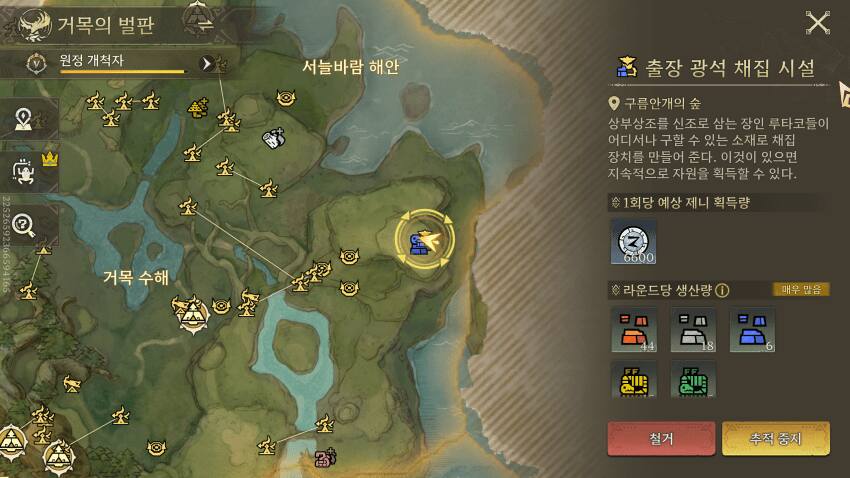 거목의 벌판
원정 개척자
서늘바람 해안
거목 수해
출장 광석 채집 시설
구름안개의 숲
상부상조를 신조로 삼는 장인 루타코들이
어디서나 구할 수 있는 소재로 채집
장치를 만들어 준다. 이것이 있으면
지속적으로 자원을 획득할 수 있다.
1회당 예상 제니 획득량
6600
라운드당 생산량
매우 많음
44
18
6
철거
추적 중지